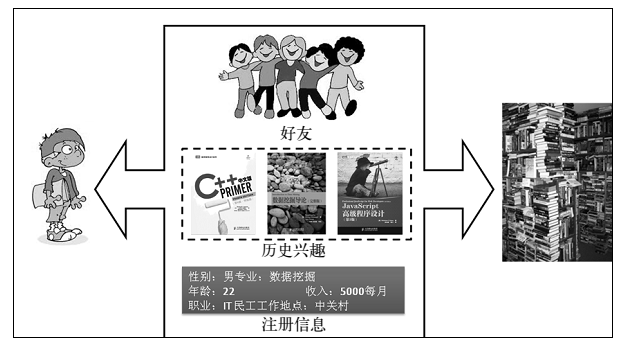 好友
C++
中文版
PRIMER
数据挖掘导论
JavaScript
高级程序设计
历史兴趣
性别：男专业：数据挖掘
年龄：22 收入：5000每月
职业：IT民工工作地点：中关村
注册信息